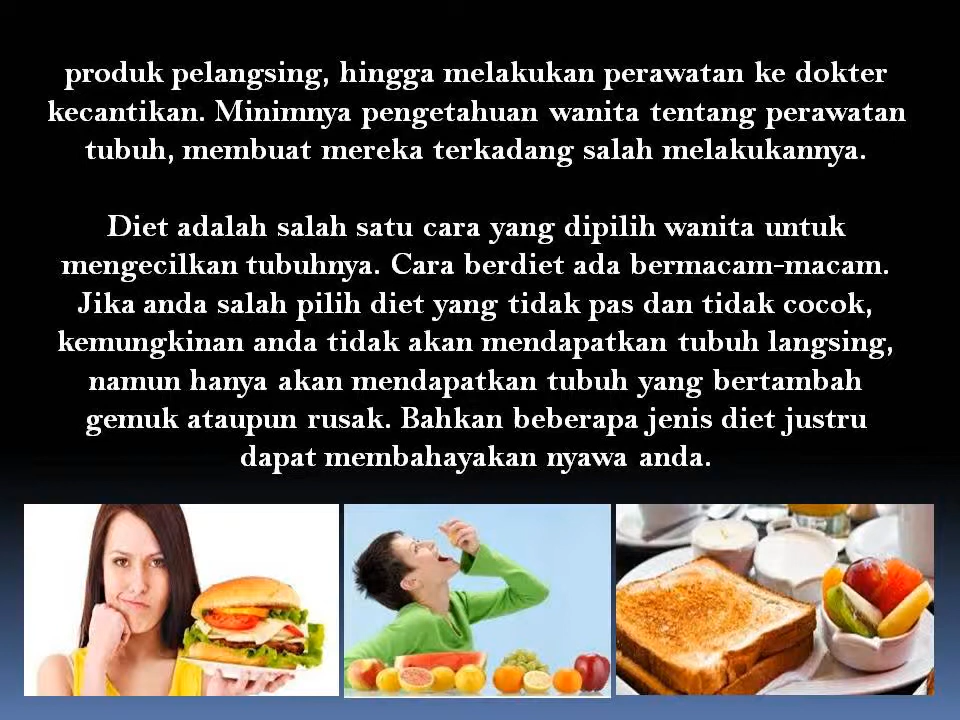 produk pelangsing, hingga melakukan perawatan ke dokter
kecantikan. Minimnya pengetahuan wanita tentang perawatan
tubuh, membuat mereka terkadang salah melakukannya.
Diet adalah salah satu cara yang dipilih wanita untuk
mengecilkan tubuhnya. Cara berdiet ada bermacam-macam.
Jika anda salah pilih diet yang tidak pas dan tidak cocok,
kemungkinan anda tidak akan mendapatkan tubuh langsing,
namun hanya akan mendapatkan tubuh yang bertambah
gemuk ataupun rusak. Bahkan beberapa jenis diet justru
dapat membahayakan nyawa anda.